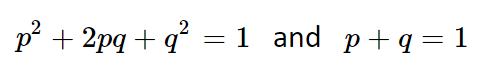 p² + 2pq + q² = 1 and p + q = 1